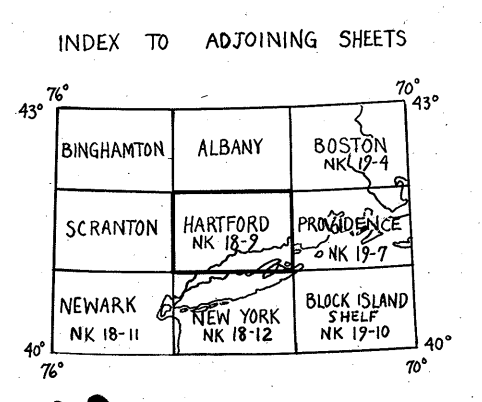 INDEX TO ADJOINING SHEETS
76°
70°
43°
43°
BINGHAMTON
ALBANY
BOSTON
NK 19-4
SCRANTON
HARTFORD
NK 18-9
PROVIDENCE
NK 19-7
NEWARK
NK 18-11
NEW YORK
NK 18-12
BLOCK ISLAND
SHELF
NK 19-10
40°
40°
76°
70°